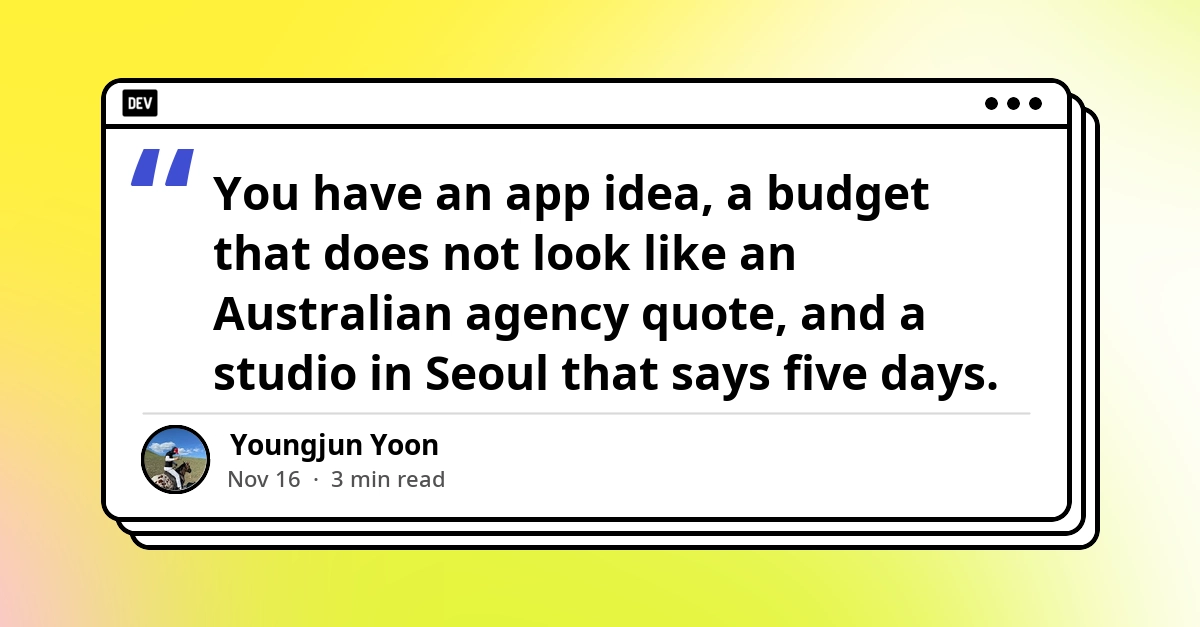 DEV
“ You have an app idea, a budget
that does not look like an
Australian agency quote, and a
studio in Seoul that says five days.
Youngjun Yoon
Nov 16 · 3 min read